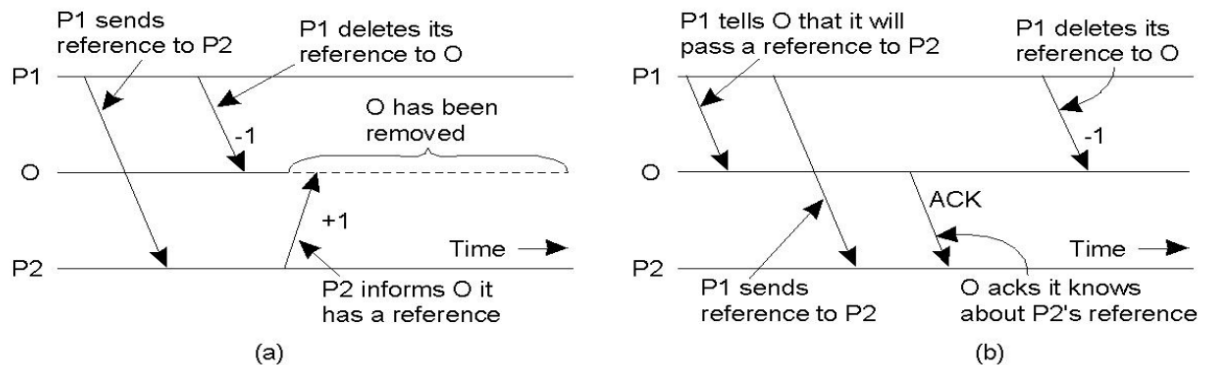 P1 sends
reference to P2
P1 deletes its
reference to O
P1
O has been
removed
-1
O
+1
Time
P2
P2 informs O it
has a reference
(a)
P1 tells O that it will
pass a reference to P2
P1 deletes its
reference to O
P1
-1
O
ACK
Time
P2
P1 sends
reference to P2
O acks it knows
about P2's reference
(b)